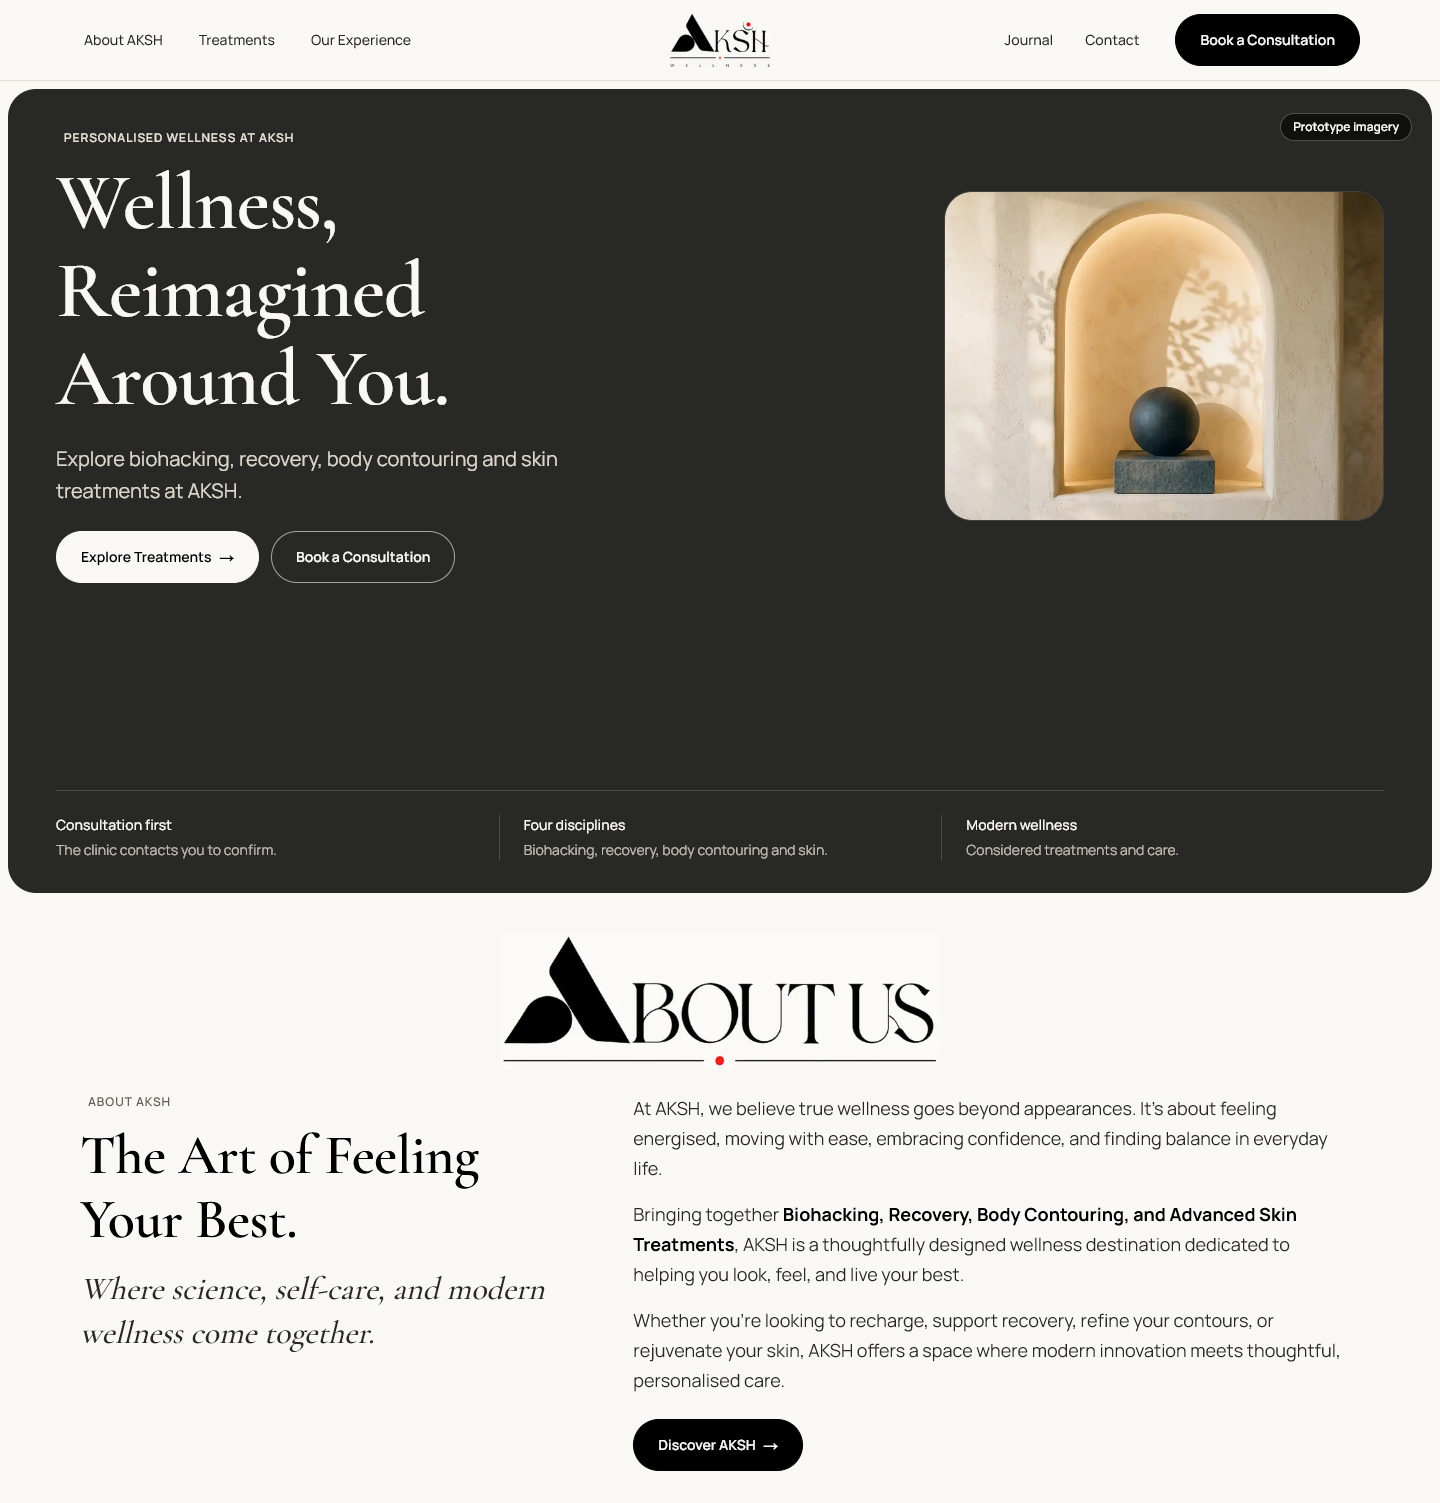 About AKSH
Treatments
Our Experience
AKSH
WELLNESS
Journal
Contact
Book a Consultation
PERSONALISED WELLNESS AT AKSH
Prototype imagery
Wellness,
Reimagined
Around You.
Explore biohacking, recovery, body contouring and skin
treatments at AKSH.
Explore Treatments →
Book a Consultation
Consultation first
The clinic contacts you to confirm.
Four disciplines
Biohacking, recovery, body contouring and skin.
Modern wellness
Considered treatments and care.
ABOUT US
ABOUT AKSH
The Art of Feeling
Your Best.
Where science, self-care, and modern
wellness come together.
At AKSH, we believe true wellness goes beyond appearances. It’s about feeling
energised, moving with ease, embracing confidence, and finding balance in everyday
life.
Bringing together Biohacking, Recovery, Body Contouring, and Advanced Skin
Treatments, AKSH is a thoughtfully designed wellness destination dedicated to
helping you look, feel, and live your best.
Whether you’re looking to recharge, support recovery, refine your contours, or
rejuvenate your skin, AKSH offers a space where modern innovation meets thoughtful,
personalised care.
Discover AKSH →